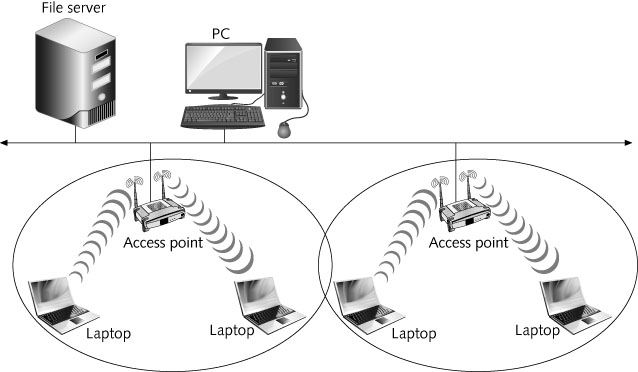 File server
PC
Access point
Access point
Laptop
Laptop
Laptop
Laptop